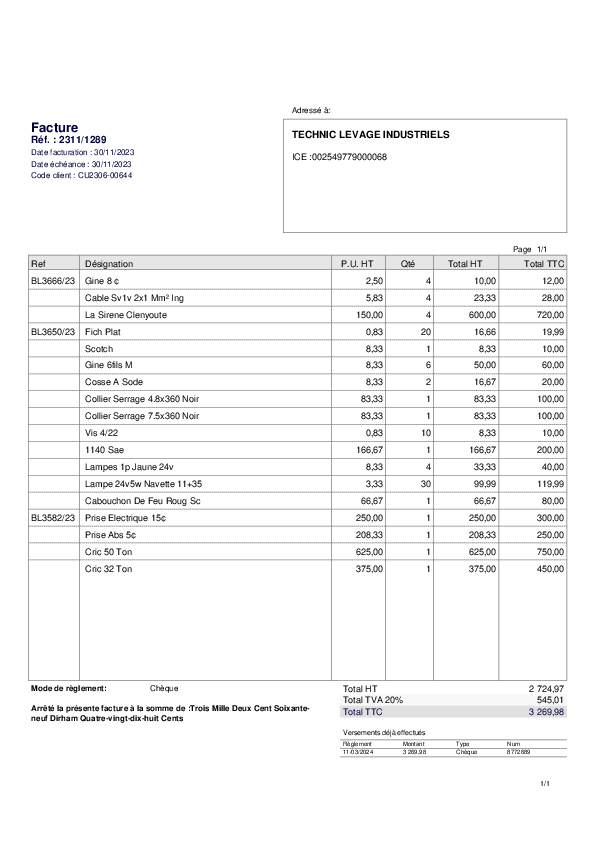 Adressé à:
Facture
Réf. : 2311/1289
Date facturation : 30/11/2023
Date échéance : 30/11/2023
Code client : CU2306-00644
TECHNIC LEVAGE INDUSTRIELS
ICE :002549779000068
Page 1/1
Ref Désignation P.U. HT Qté Total HT Total TTC
BL3666/23 Gine 8 ¢ 2,50 4 10,00 12,00
Cable Sv1v 2x1 Mm² Ing 5,83 4 23,33 28,00
La Sirene Clenyoute 150,00 4 600,00 720,00
BL3650/23 Fich Plat 0,83 20 16,66 19,99
Scotch 8,33 1 8,33 10,00
Gine 6fils M 8,33 6 50,00 60,00
Cosse A Sode 8,33 2 16,67 20,00
Collier Serrage 4.8x360 Noir 83,33 1 83,33 100,00
Collier Serrage 7.5x360 Noir 83,33 1 83,33 100,00
Vis 4/22 0,83 10 8,33 10,00
1140 Sae 166,67 1 166,67 200,00
Lampes 1p Jaune 24v 8,33 4 33,33 40,00
Lampe 24v5w Navette 11+35 3,33 30 99,99 119,99
Cabouchon De Feu Roug Sc 66,67 1 66,67 80,00
BL3582/23 Prise Electrique 15¢ 250,00 1 250,00 300,00
Prise Abs 5¢ 208,33 1 208,33 250,00
Cric 50 Ton 625,00 1 625,00 750,00
Cric 32 Ton 375,00 1 375,00 450,00
Mode de règlement: Chèque
Arrêté la présente facture à la somme de :Trois Mille Deux Cent Soixante-
neuf Dirham Quatre-vingt-dix-huit Cents
Total HT 2 724,97
Total TVA 20% 545,01
Total TTC 3 269,98
Versements déjà effectués
Règlement Montant Type Num
11/03/2024 3 269,98 Chèque 8772689
1/1